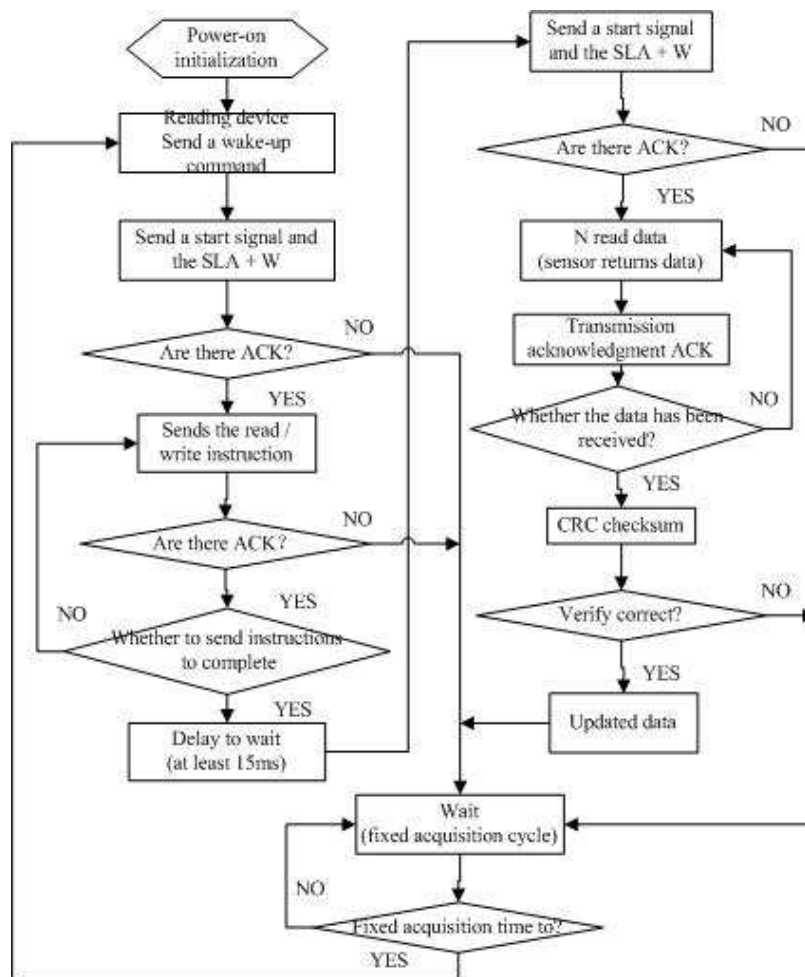 Power-on
initialization
Reading device
Send a wake-up
command
Send a start signal and
the SLA + W
Are there ACK?
NO
YES
Sends the read /
write instruction
Are there ACK?
NO
YES
Whether to send instructions
to complete
NO
YES
Delay to wait
(at least 15ms)
Send a start signal
and the SLA + W
Are there ACK?
NO
YES
N read data
(sensor returns data)
Transmission
acknowledgment ACK
Whether the data has been
received?
NO
YES
CRC checksum
Verify correct?
NO
YES
Updated data
Wait
(fixed acquisition cycle)
NO
Fixed acquisition time to?
YES